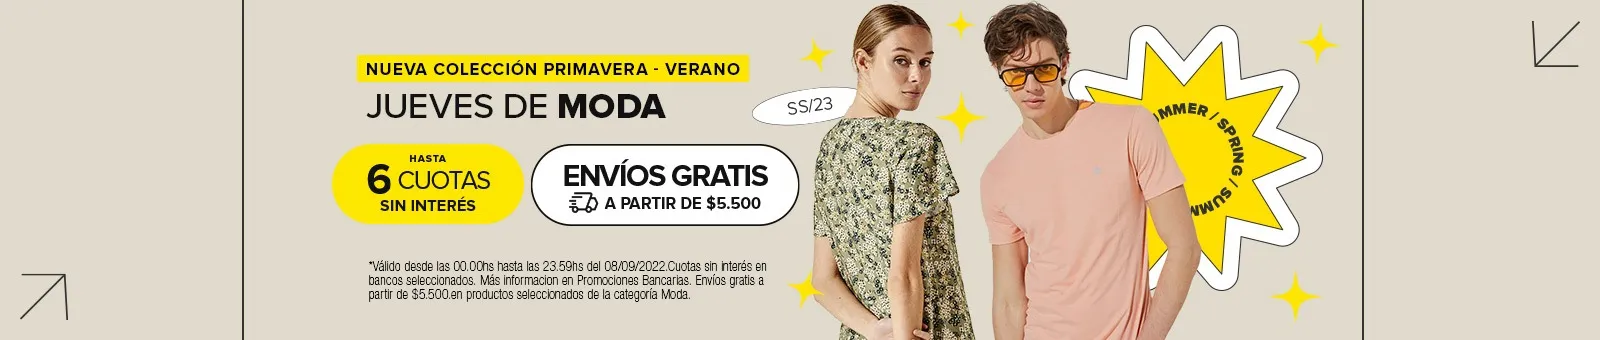 NUEVA COLECCIÓN PRIMAVERA - VERANO
JUEVES DE MODA
HASTA
6 CUOTAS
SIN INTERÉS
ENVÍOS GRATIS
A PARTIR DE $5.500
*Válido desde las 00.00hs hasta las 23.59hs del 08/09/2022.Cuotas sin interés en
bancos seleccionados. Más informacion en Promociones Bancarias. Envíos gratis a
partir de $5.500.en productos seleccionados de la categoría Moda.
SS/23
UMMER / SPRING / SUMM